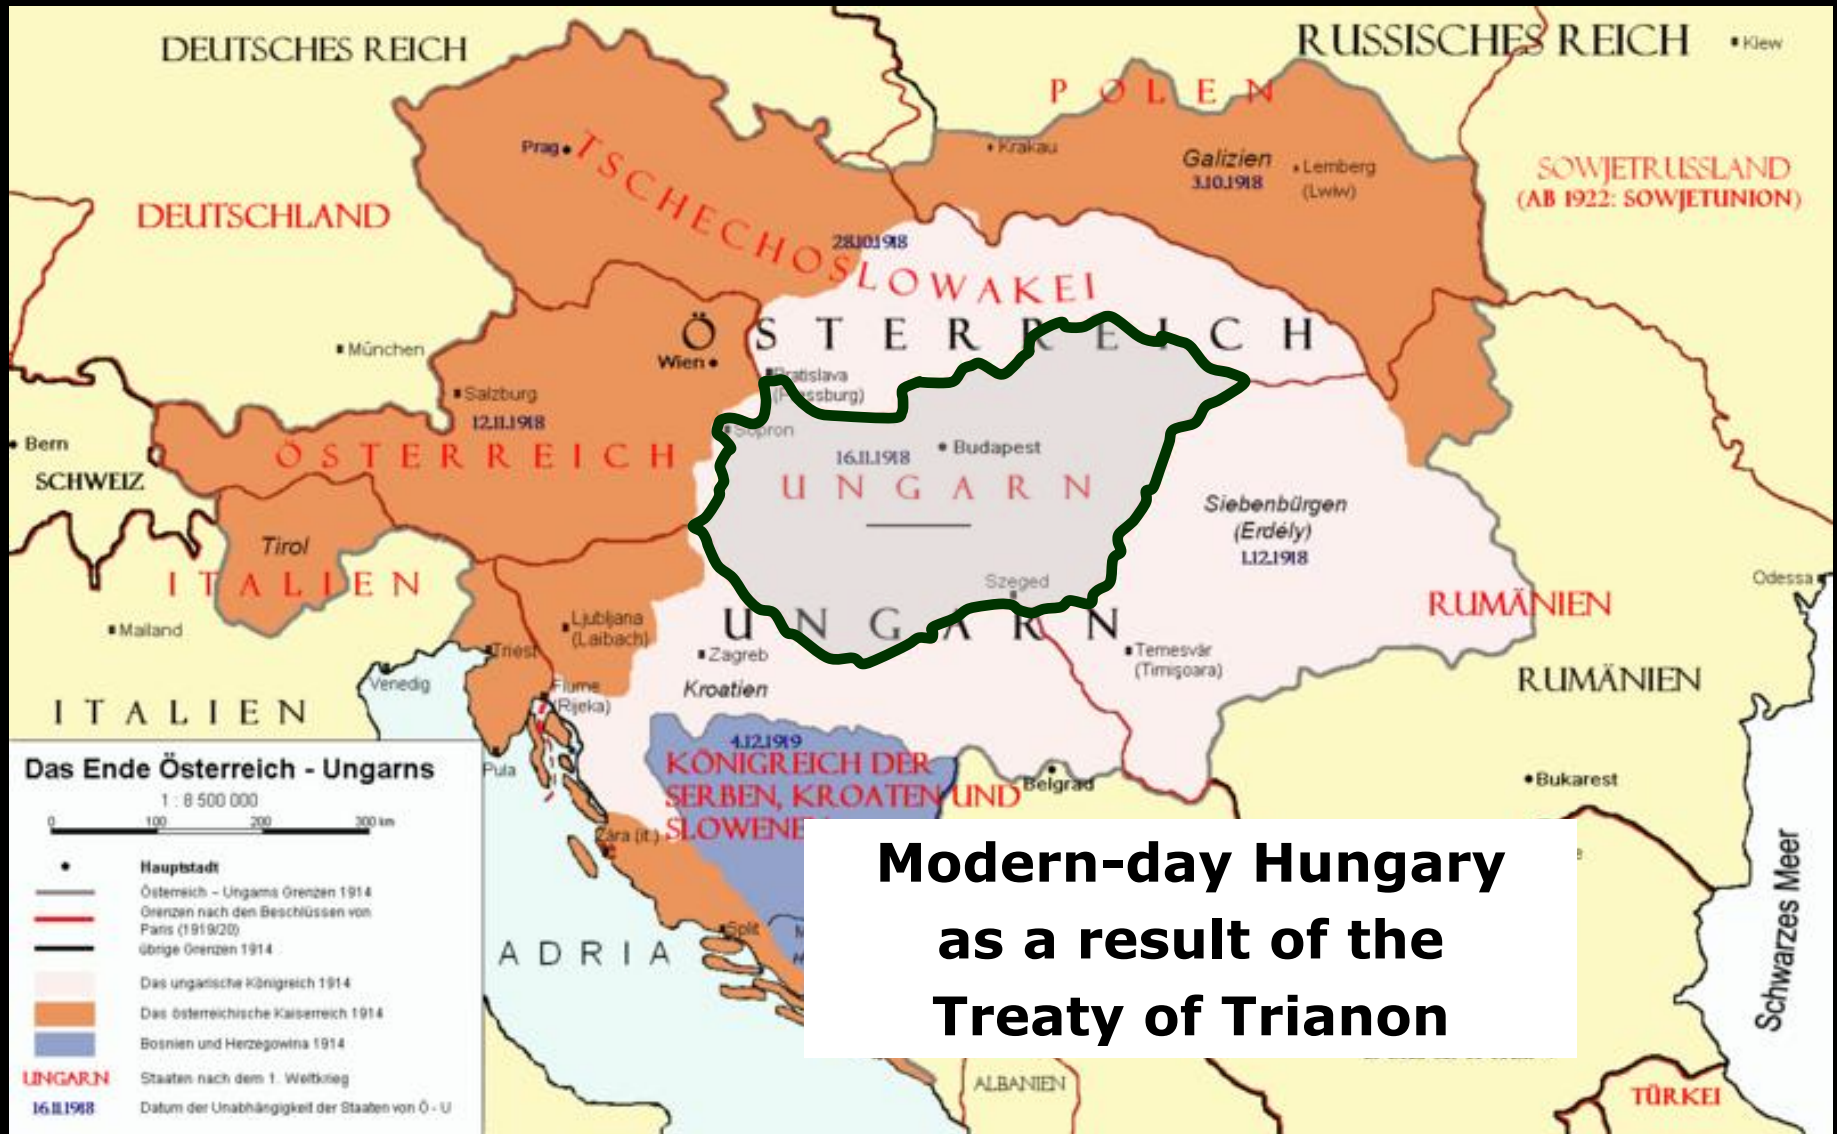 DEUTSCHES REICH
RUSSISCHES REICH
Kiew
POLEN
Prag
TSCHECHOSLOWAKEI
Krakau
Galizien
3.10.1918
Lemberg
(Lwiw)
SOWJETRUSSLAND
(AB 1922: SOWJETUNION)
DEUTSCHLAND
28.10.1918
ÖSTERREICH
München
Wien
Bratislava
(Pressburg)
Salzburg
12.11.1918
Sopron
Bern
ÖSTERREICH
16.11.1918
Budapest
SCHWEIZ
UNGARN
Siebenbürgen
(Erdély)
1.12.1918
Tirol
ITALIEN
Szeged
Odessa
RUMÄNIEN
Mailand
Ljubljana
(Laibach)
UNGARN
Triest
Zagreb
Temesvár
(Timişoara)
Venedig
Fiume
(Rijeka)
Kroatien
RUMÄNIEN
ITALIEN
4.12.1919
KÖNIGREICH DER
SERBEN, KROATEN UND
SLOWENEN
Pula
Belgrad
Bukarest
Das Ende Österreich - Ungarns
1 : 8 500 000
0 100 200 300 km
Zara (it.)
Hauptstadt
Österreich – Ungarns Grenzen 1914
Grenzen nach den Beschlüssen von
Paris (1919/20)
übrige Grenzen 1914
Das ungarische Königreich 1914
Das österreichische Kaiserreich 1914
Bosnien und Herzegowina 1914
UNGARN Staaten nach dem 1. Weltkrieg
16.11.1918 Datum der Unabhängigkeit der Staaten von Ö - U
Split
ADRIA
Modern-day Hungary
as a result of the
Treaty of Trianon
Schwarzes Meer
ALBANIEN
TÜRKEI